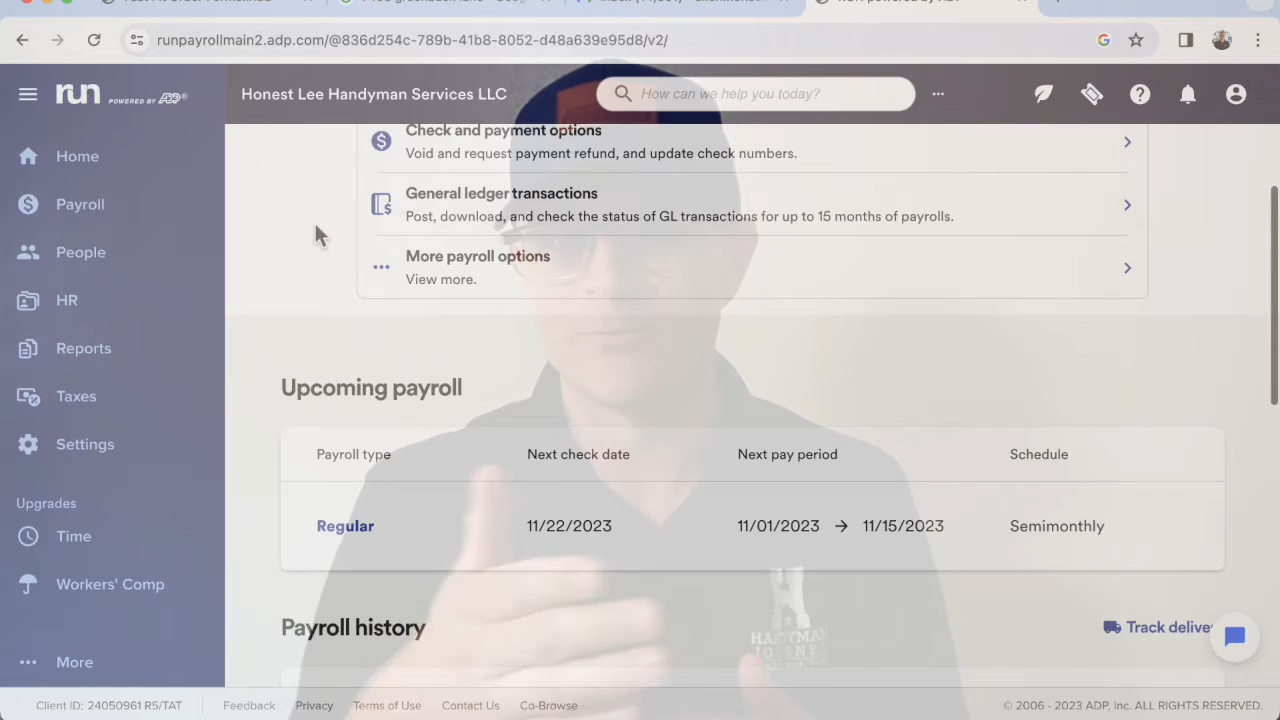 runpayrollmain2.adp.com/@836d254c-789b-41b8-8052-d48a639e95d8/v2/
run POWERED BY ADP®
Honest Lee Handyman Services LLC
How can we help you today?
Home
Payroll
People
HR
Reports
Taxes
Settings
Upgrades
Time
Workers' Comp
More
Check and payment options
Void and request payment refund, and update check numbers.
General ledger transactions
Post, download, and check the status of GL transactions for up to 15 months of payrolls.
More payroll options
View more.
Upcoming payroll
Payroll type Next check date Next pay period Schedule
Regular 11/22/2023 11/01/2023 → 11/15/2023 Semimonthly
Payroll history
Track deliver
HANDYMAN
JOURNEY
Client ID: 24050961 R5/TAT Feedback Privacy Terms of Use Contact Us Co-Browse © 2006 - 2023 ADP, Inc. ALL RIGHTS RESERVED.